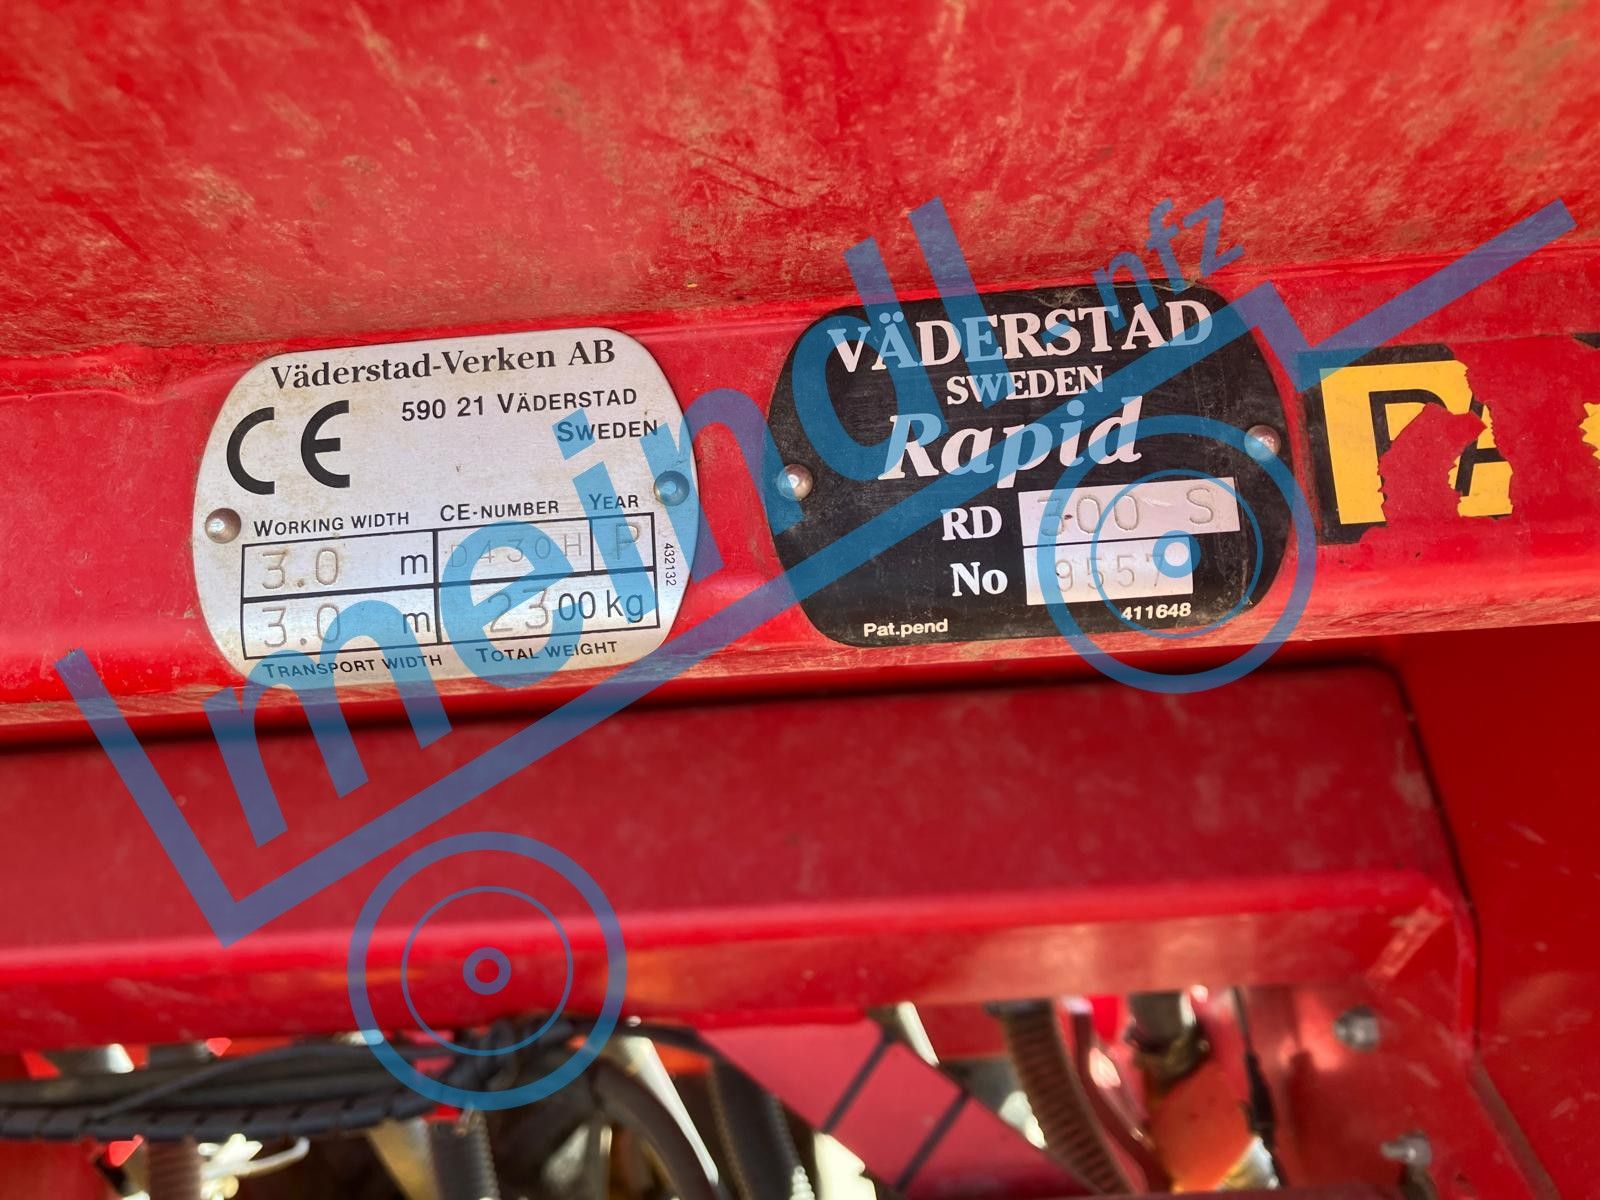 Väderstad-Verken AB
CE
590 21 VÄDERSTAD
SWEDEN
WORKING WIDTH CE-NUMBER YEAR
3.0 m D430H P
3.0 m 2300 kg
TRANSPORT WIDTH TOTAL WEIGHT
432132
VÄDERSTAD
SWEDEN
Rapid
RD 300 S
No 9557
Pat.pend 411648
meindl.nfz